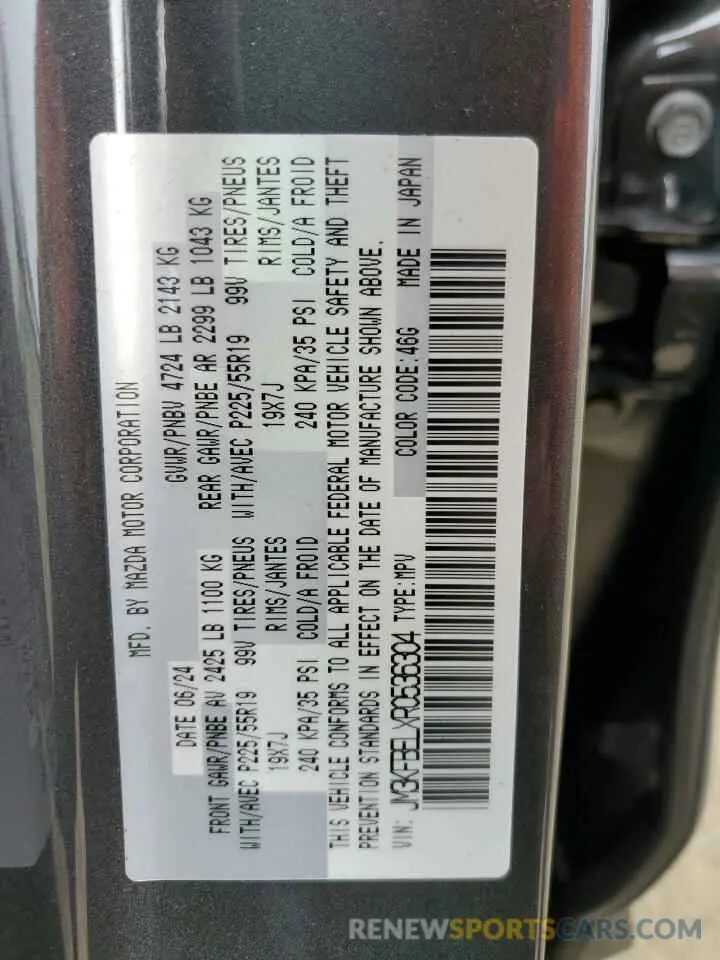 MFD. BY MAZDA MOTOR CORPORATION
DATE 06/24 GVWR/PNBV 4724 LB 2143 KG
FRONT GAWR/PNBE AV 2425 LB 1100 KG REAR GAWR/PNBE AR 2299 LB 1043 KG
WITH/AVEC P225/55R19 99V TIRES/PNEUS WITH/AVEC P225/55R19 99V TIRES/PNEUS
19X7J RIMS/JANTES 19X7J RIMS/JANTES
240 KPA/35 PSI COLD/A FROID 240 KPA/35 PSI COLD/A FROID
THIS VEHICLE CONFORMS TO ALL APPLICABLE FEDERAL MOTOR VEHICLE SAFETY AND THEFT
PREVENTION STANDARDS IN EFFECT ON THE DATE OF MANUFACTURE SHOWN ABOVE.
VIN: JM3KFBELXR0536304 TYPE:MPV COLOR CODE:46G MADE IN JAPAN
RENEWSPORTSCARS.COM